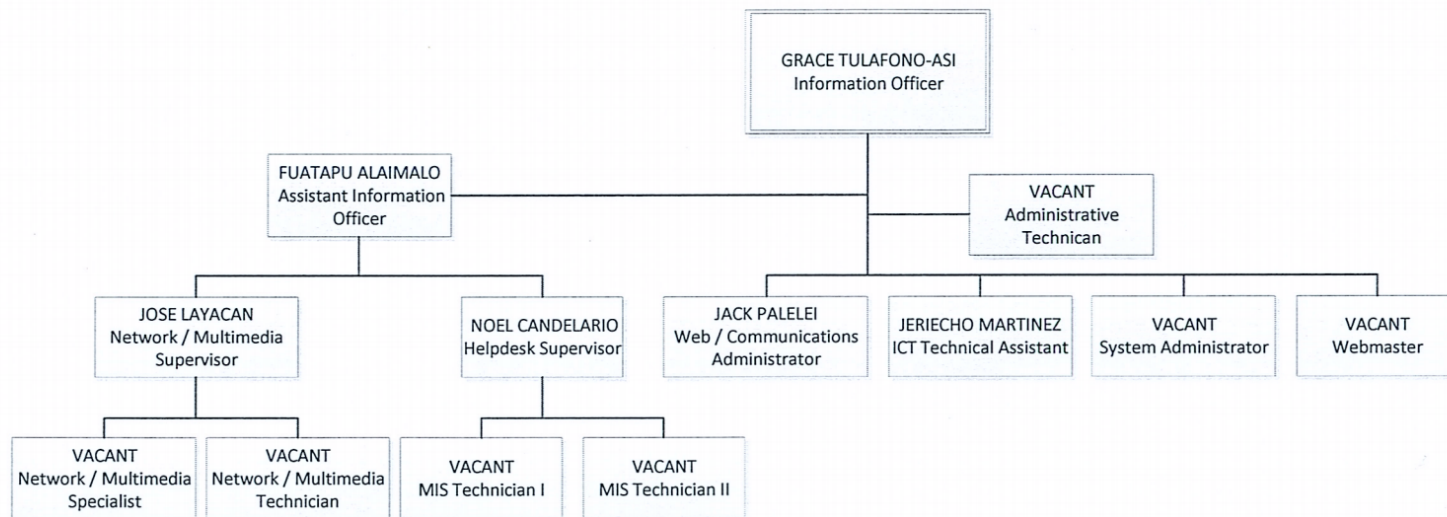 GRACE TULAFONO-ASI
Information Officer
FUATAPU ALAIMALO
Assistant Information
Officer
VACANT
Administrative
Technican
JOSE LAYACAN
Network / Multimedia
Supervisor
NOEL CANDELARIO
Helpdesk Supervisor
JACK PALELEI
Web / Communications
Administrator
JERIECHO MARTINEZ
ICT Technical Assistant
VACANT
System Administrator
VACANT
Webmaster
VACANT
Network / Multimedia
Specialist
VACANT
Network / Multimedia
Technician
VACANT
MIS Technician I
VACANT
MIS Technician II